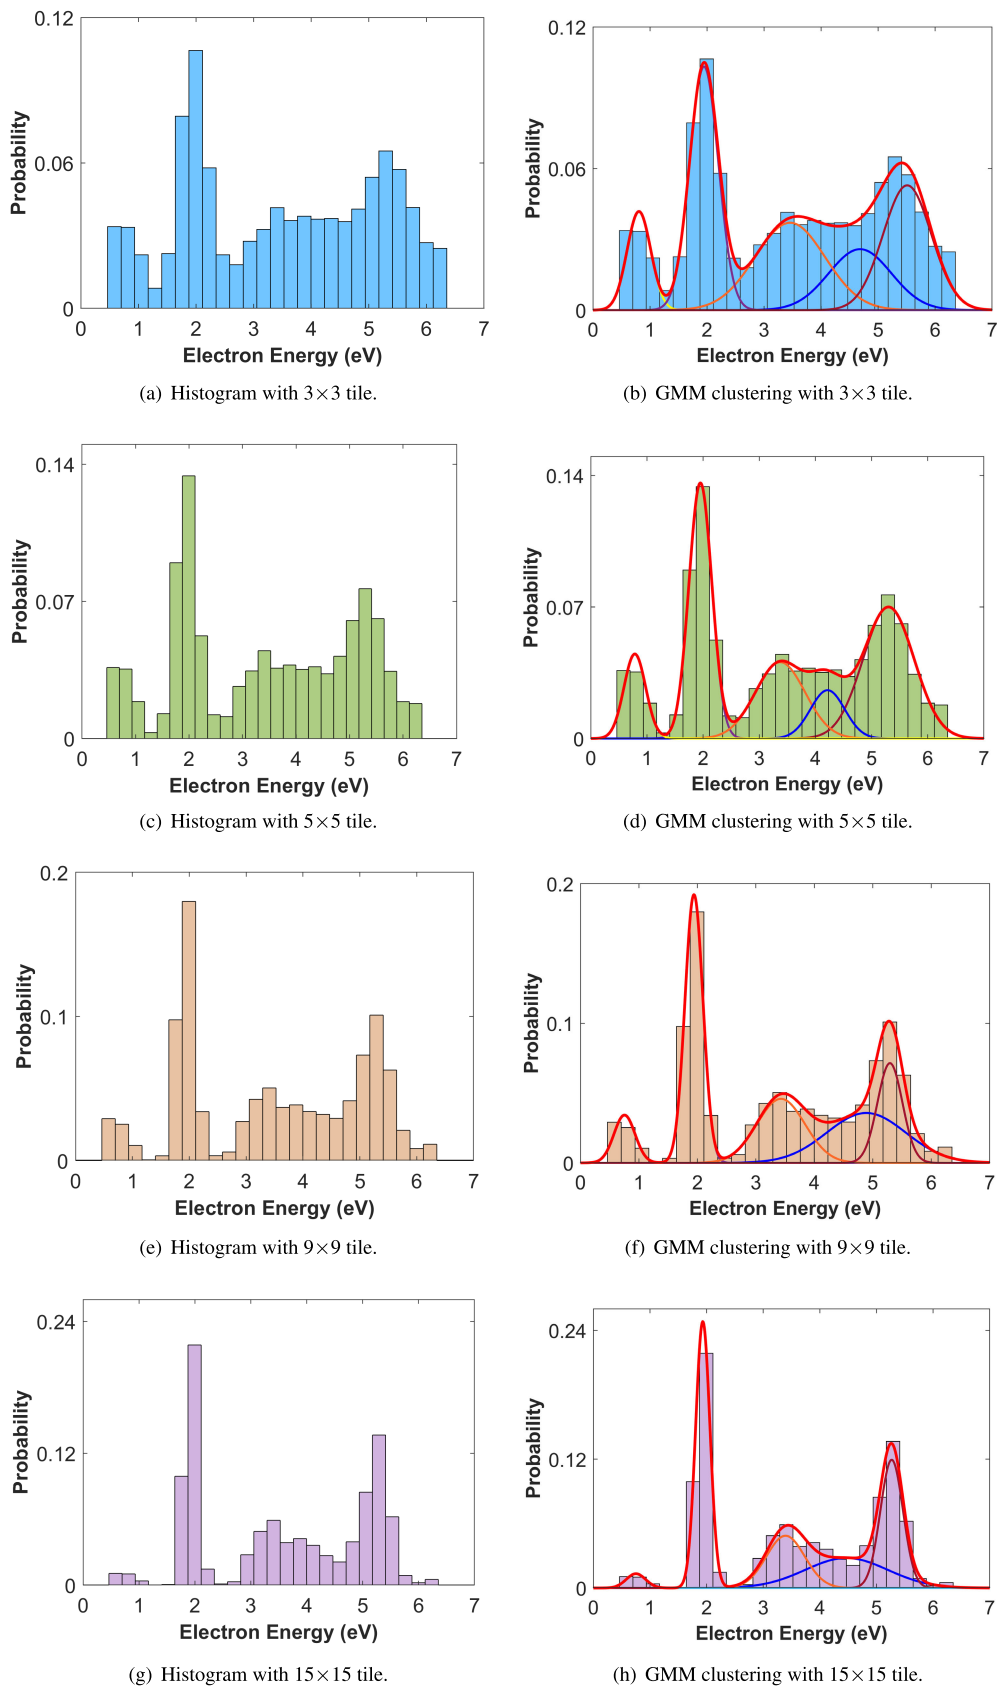 0.12
0.06
0
Probability
0 1 2 3 4 5 6 7
Electron Energy (eV)
(a) Histogram with 3×3 tile.
0.12
0.06
0
Probability
0 1 2 3 4 5 6 7
Electron Energy (eV)
(b) GMM clustering with 3×3 tile.
0.14
0.07
0
Probability
0 1 2 3 4 5 6 7
Electron Energy (eV)
(c) Histogram with 5×5 tile.
0.14
0.07
0
Probability
0 1 2 3 4 5 6 7
Electron Energy (eV)
(d) GMM clustering with 5×5 tile.
0.2
0.1
0
Probability
0 1 2 3 4 5 6 7
Electron Energy (eV)
(e) Histogram with 9×9 tile.
0.2
0.1
0
Probability
0 1 2 3 4 5 6 7
Electron Energy (eV)
(f) GMM clustering with 9×9 tile.
0.24
0.12
0
Probability
0 1 2 3 4 5 6 7
Electron Energy (eV)
(g) Histogram with 15×15 tile.
0.24
0.12
0
Probability
0 1 2 3 4 5 6 7
Electron Energy (eV)
(h) GMM clustering with 15×15 tile.